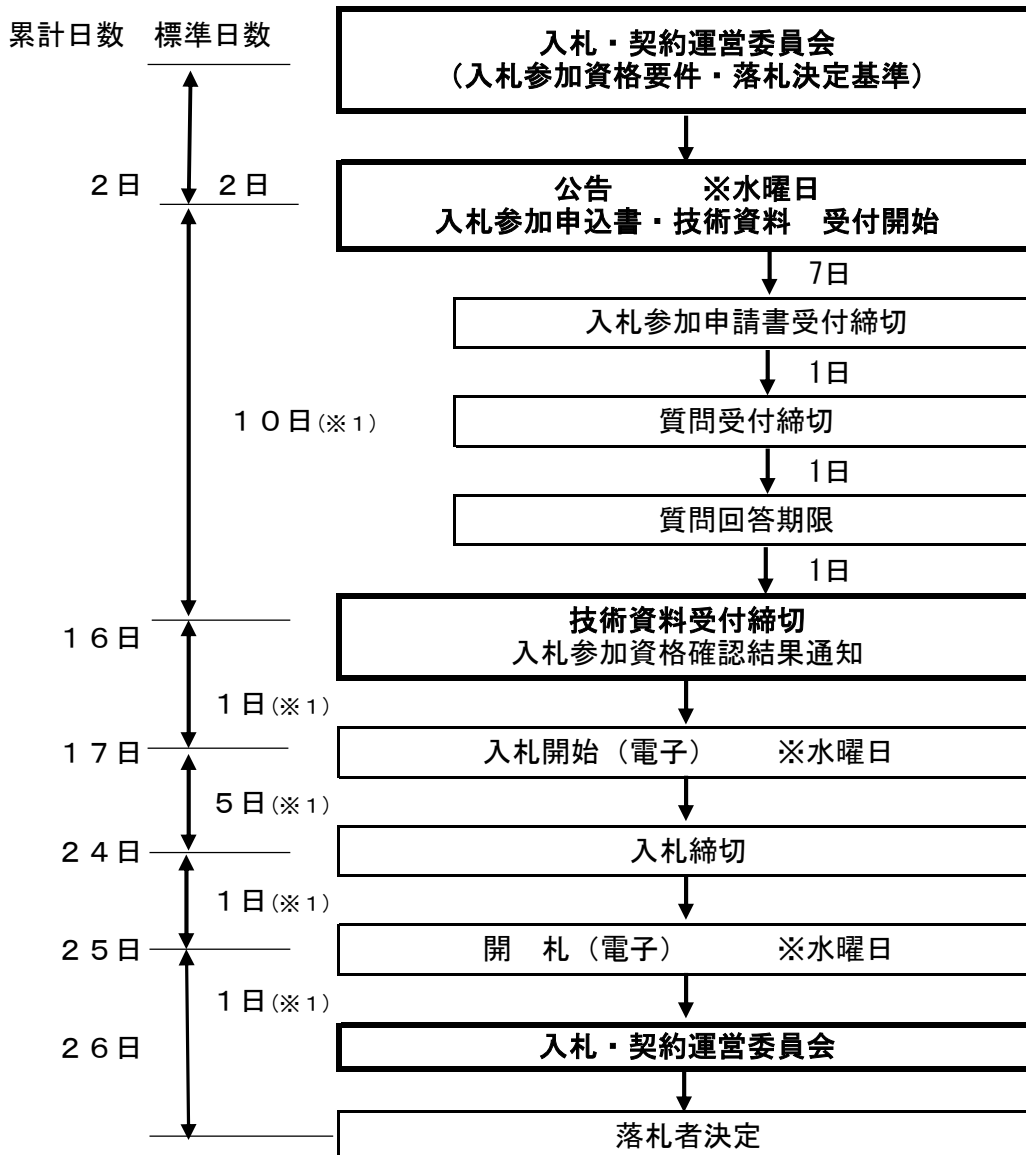 累計日数 標準日数
入札・契約運営委員会
（入札参加資格要件・落札決定基準）
２日 ２日
公告 ※水曜日
入札参加申込書・技術資料 受付開始
7日
入札参加申請書受付締切
1日
１０日(※１)
質問受付締切
1日
質問回答期限
1日
１６日
技術資料受付締切
入札参加資格確認結果通知
１日(※１)
１７日
入札開始（電子） ※水曜日
５日(※１)
２４日
入札締切
１日(※１)
２５日
開 札（電子） ※水曜日
１日(※１)
２６日
入札・契約運営委員会
落札者決定